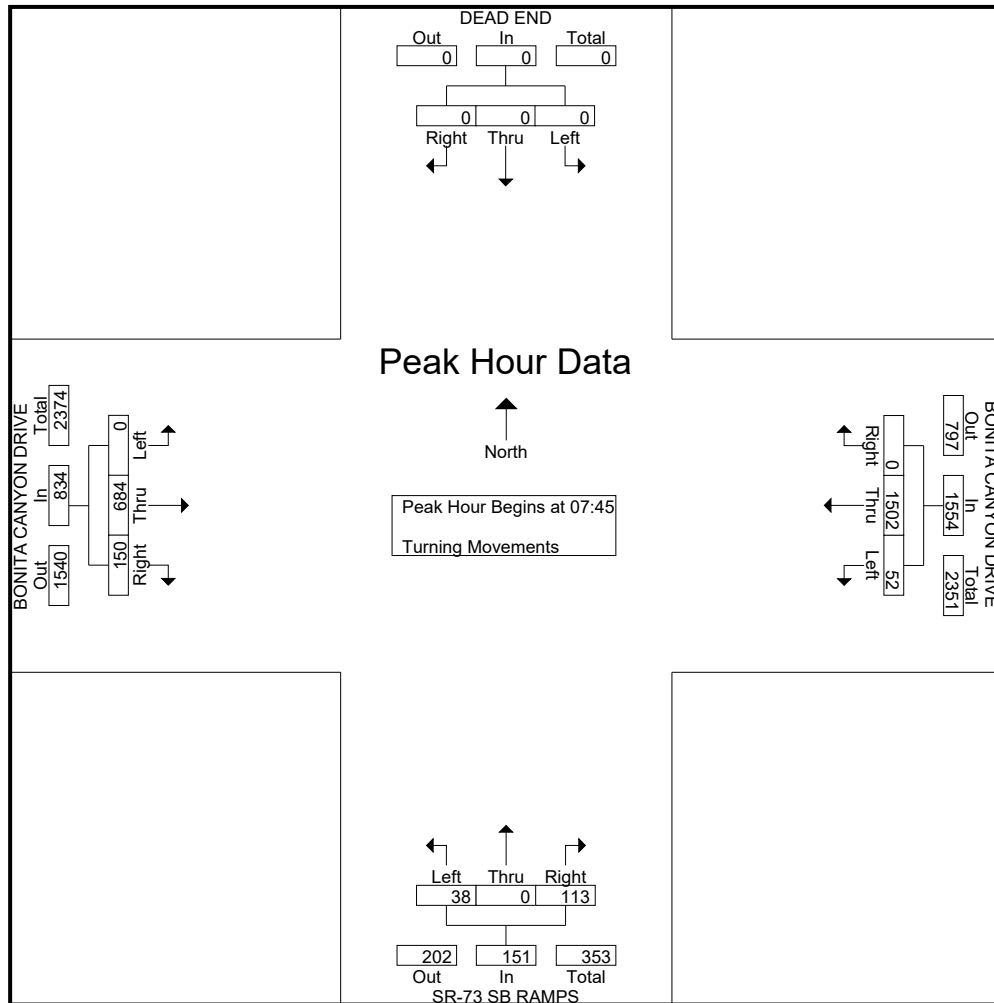 DEAD END
Out In Total
0 0 0
0 0 0
Right Thru Left
Peak Hour Data
North
Peak Hour Begins at 07:45
Turning Movements
BONITA CANYON DRIVE
Out In Total
1540 834 2374
150 684 0
Right Thru Left
BONITA CANYON DRIVE
Out In Total
797 1554 2351
0 1502 52
Right Thru Left
Left Thru Right
38 0 113
202 151 353
Out In Total
SR-73 SB RAMPS